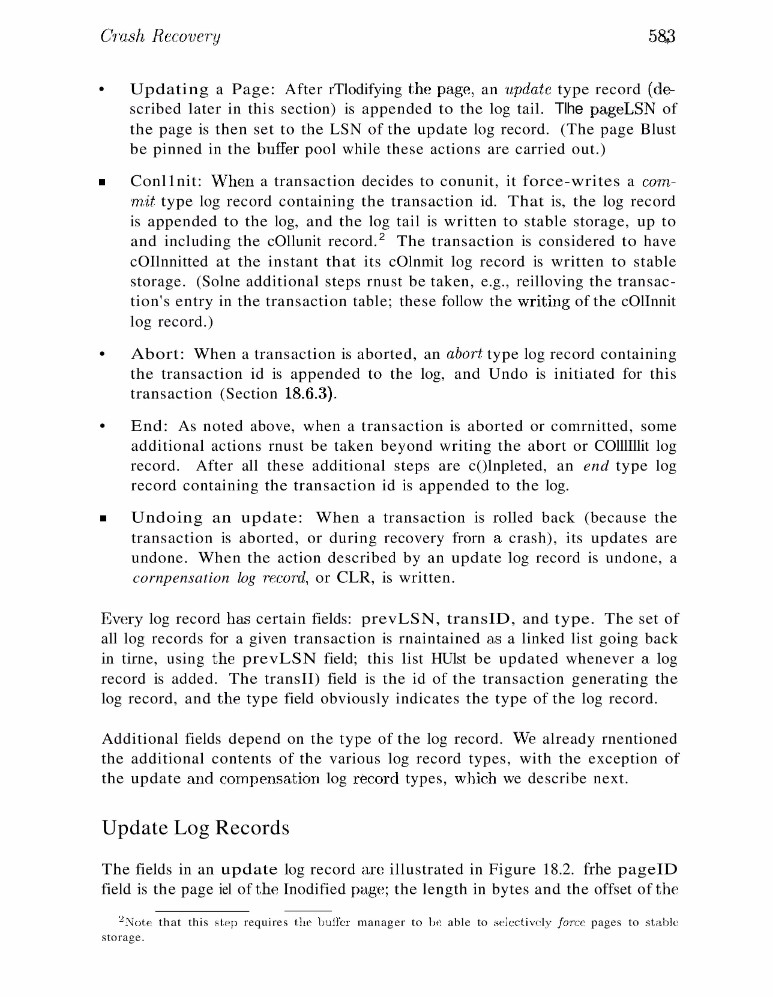 Crash Recovery 583
• Updating a Page: After rTlodifying the page, an update type record (de-
scribed later in this section) is appended to the log tail. Tlhe pageLSN of
the page is then set to the LSN of the update log record. (The page Blust
be pinned in the buffer pool while these actions are carried out.)
■ Conl1nit: When a transaction decides to conunit, it force-writes a com-
mit type log record containing the transaction id. That is, the log record
is appended to the log, and the log tail is written to stable storage, up to
and including the cOllunit record.2 The transaction is considered to have
cOIlnnitted at the instant that its cOlnmit log record is written to stable
storage. (Solne additional steps rnust be taken, e.g., reilloving the transac-
tion's entry in the transaction table; these follow the writing of the cOlInnit
log record.)
• Abort: When a transaction is aborted, an abort type log record containing
the transaction id is appended to the log, and Undo is initiated for this
transaction (Section 18.6.3).
• End: As noted above, when a transaction is aborted or comrnitted, some
additional actions rnust be taken beyond writing the abort or COlllIIlit log
record. After all these additional steps are c()lnpleted, an end type log
record containing the transaction id is appended to the log.
■ Undoing an update: When a transaction is rolled back (because the
transaction is aborted, or during recovery frorn a crash), its updates are
undone. When the action described by an update log record is undone, a
cornpensation log record, or CLR, is written.
Every log record has certain fields: prevLSN, transID, and type. The set of
all log records for a given transaction is rnaintained as a linked list going back
in tirne, using the prevLSN field; this list HUlst be updated whenever a log
record is added. The transII) field is the id of the transaction generating the
log record, and the type field obviously indicates the type of the log record.
Additional fields depend on the type of the log record. We already rnentioned
the additional contents of the various log record types, with the exception of
the update and compensation log record types, which we describe next.
Update Log Records
The fields in an update log record are illustrated in Figure 18.2. frhe pageID
field is the page iel of the Inodified page; the length in bytes and the offset of the
2Note that this step requires the buffer manager to be able to selectively force pages to stable
storage.